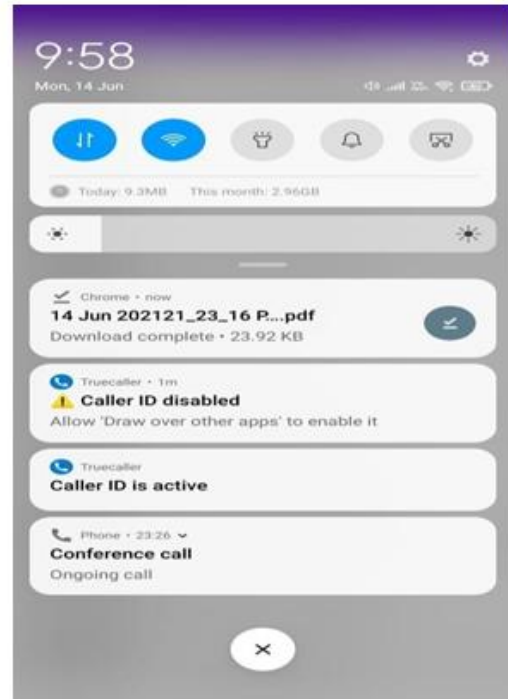 9:58
Mon, 14 Jun
Today: 9.3MB This month: 2.96GB
Chrome • now
14 Jun 202121_23_16 P....pdf
Download complete • 23.92 KB
Truecaller • 1m
Caller ID disabled
Allow 'Draw over other apps' to enable it
Truecaller
Caller ID is active
Phone • 23:26
Conference call
Ongoing call